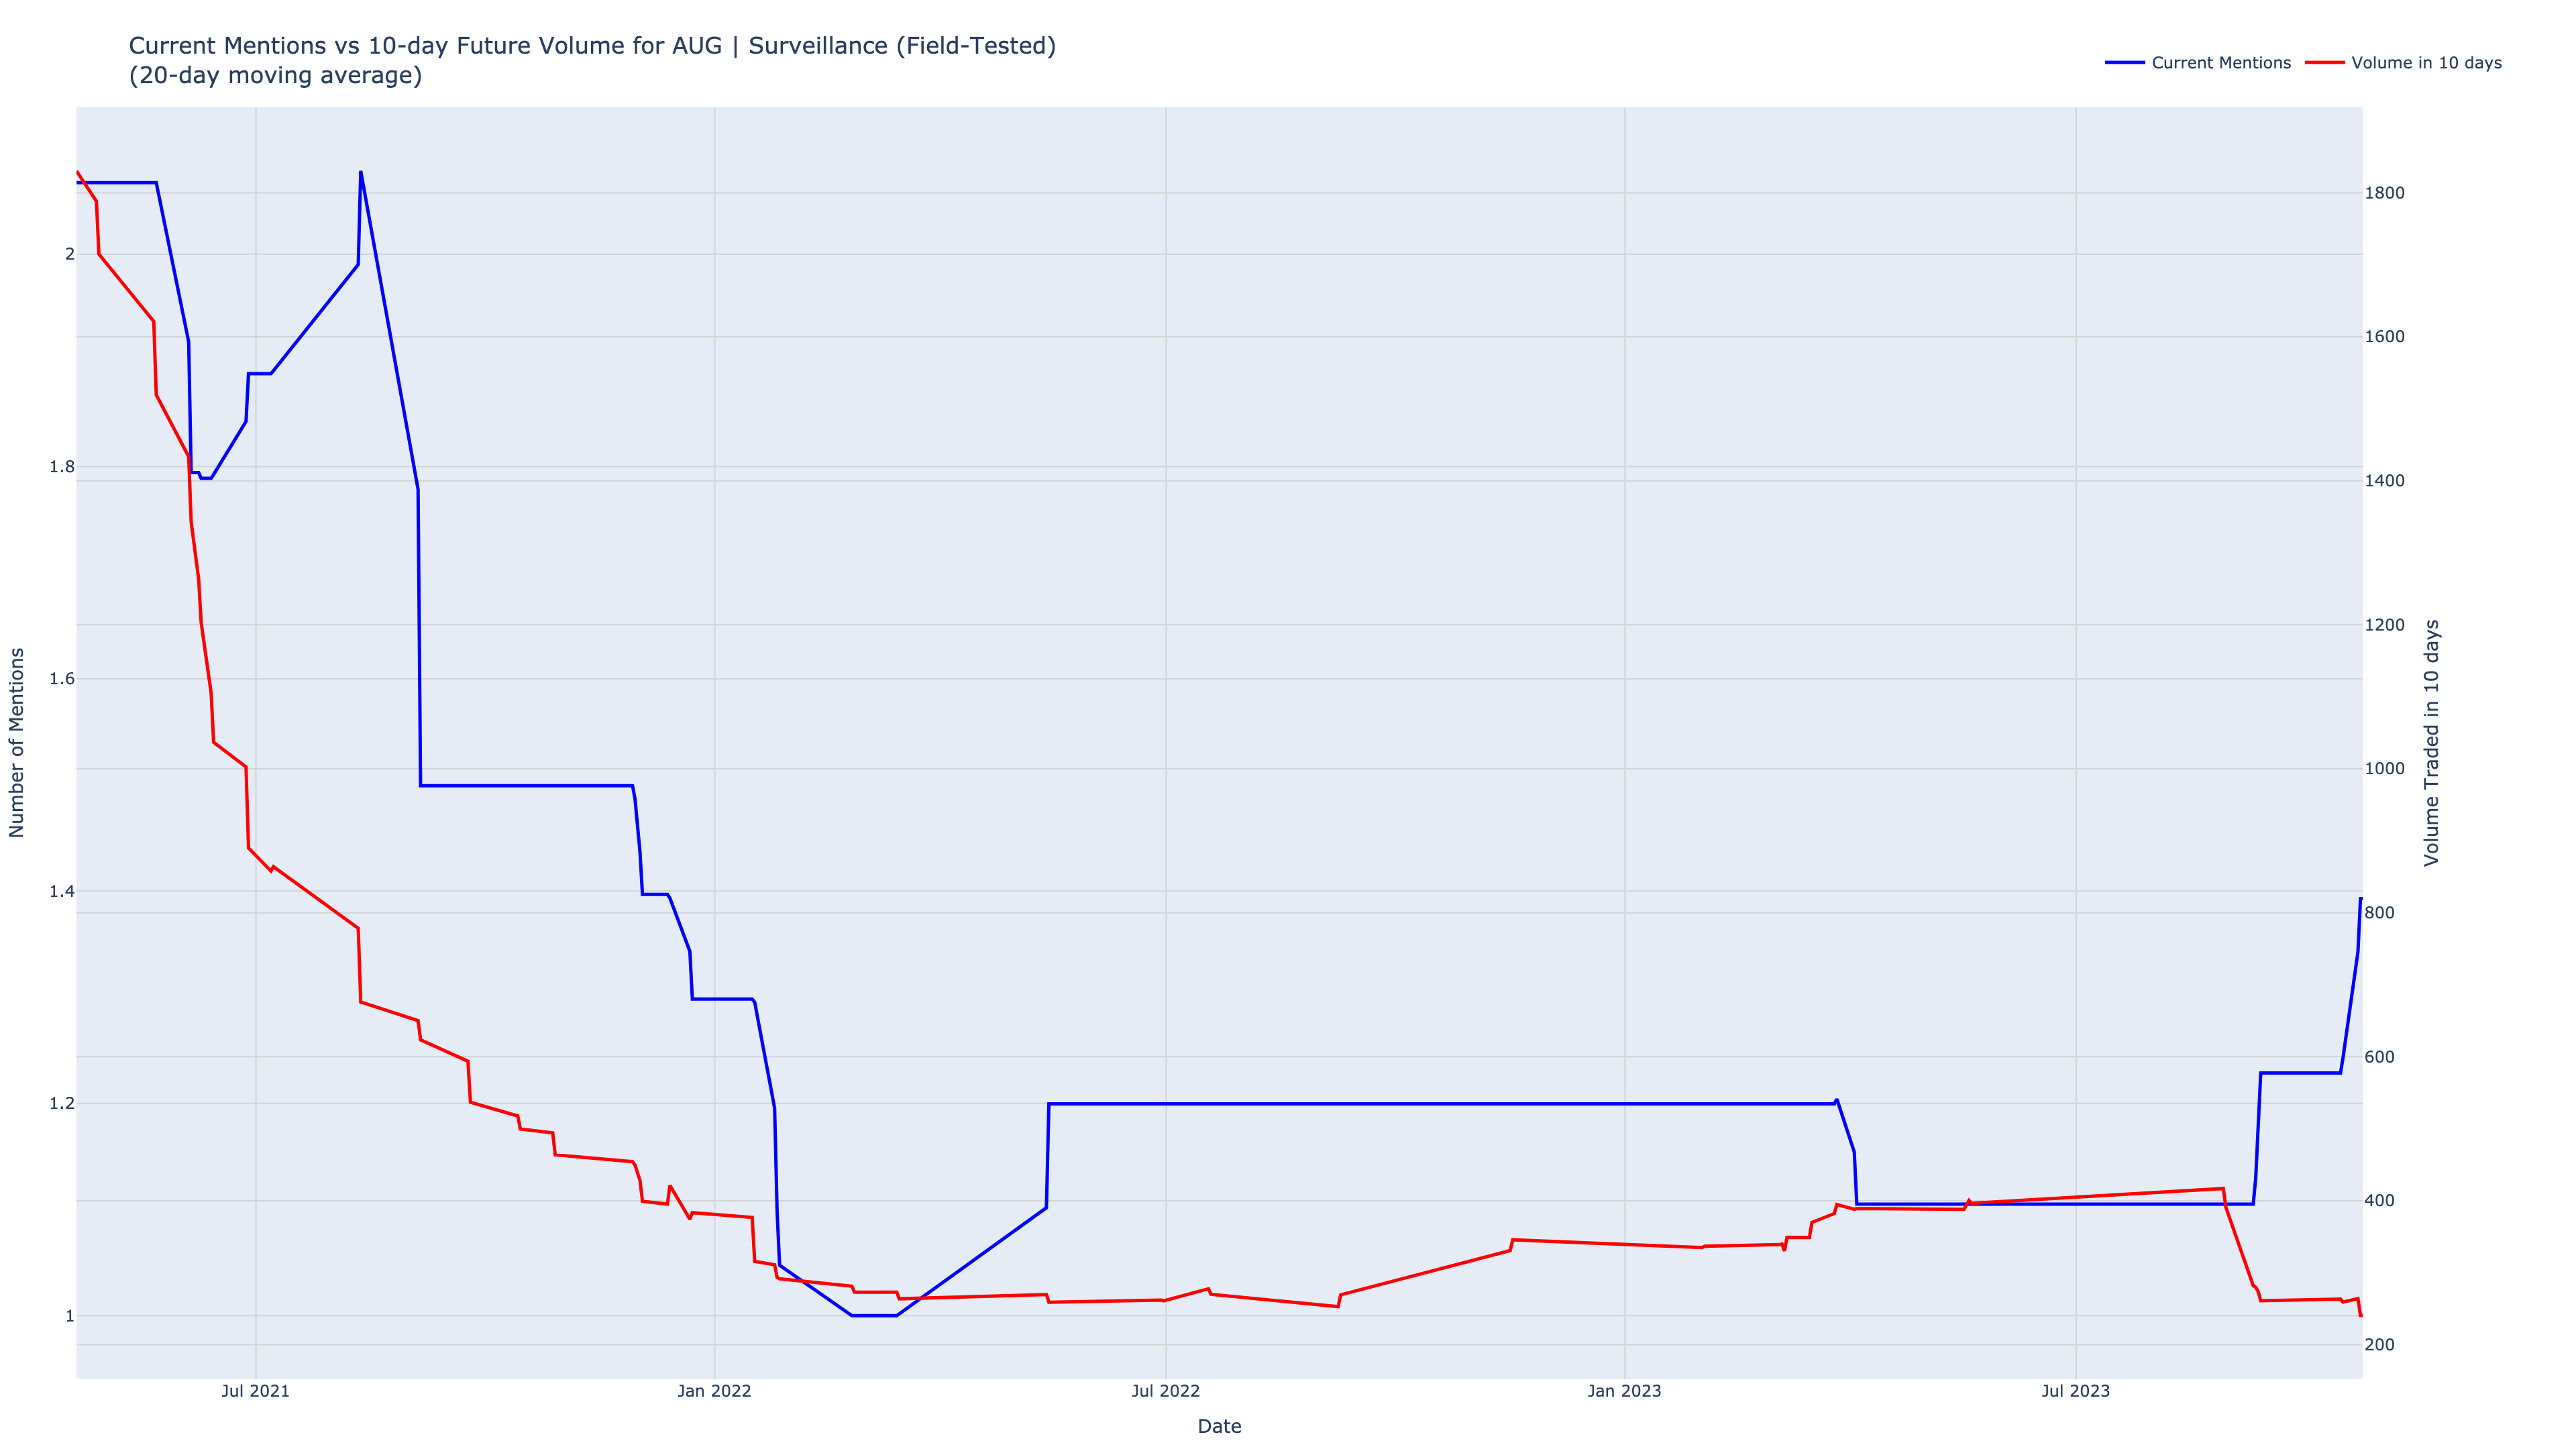 Current Mentions vs 10-day Future Volume for AUG | Surveillance (Field-Tested)
(20-day moving average)
Current Mentions
Volume in 10 days
Number of Mentions
2
1.8
1.6
1.4
1.2
1
1800
1600
1400
1200
1000
800
600
400
200
Volume Traded in 10 days
Jul 2021
Jan 2022
Jul 2022
Jan 2023
Jul 2023
Date